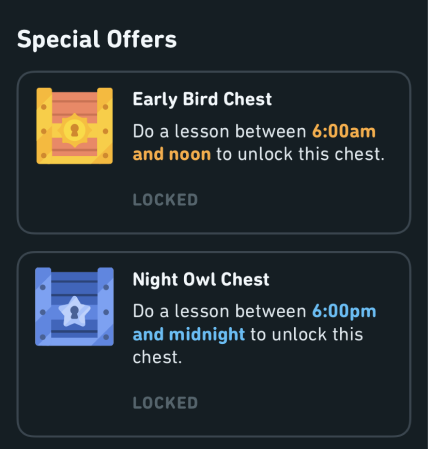 Special Offers
Early Bird Chest
Do a lesson between 6:00am
and noon to unlock this chest.
LOCKED
Night Owl Chest
Do a lesson between 6:00pm
and midnight to unlock this
chest.
LOCKED